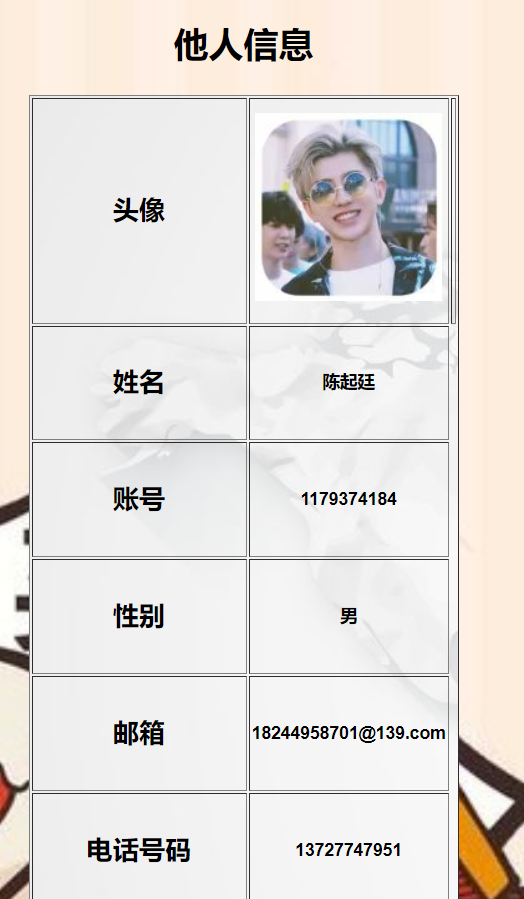 他人信息
头像
姓名 陈起廷
账号 1179374184
性别 男
邮箱 18244958701@139.com
电话号码 13727747951